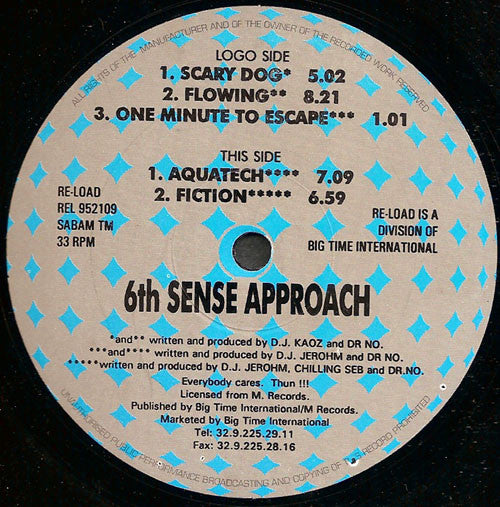 ALL RIGHTS OF THE MANUFACTURER AND OF THE OWNER OF THE RECORDED WORK RESERVED
LOGO SIDE
1. SCARY DOG* 5.02
2. FLOWING** 8.21
3. ONE MINUTE TO ESCAPE*** 1.01
THIS SIDE
1. AQUATECH**** 7.09
2. FICTION***** 6.59
RE-LOAD
REL 952109
SABAM TM
33 RPM
RE-LOAD IS A
DIVISION OF
BIG TIME INTERNATIONAL
6th SENSE APPROACH
*and** written and produced by D.J. KAOZ and DR NO.
***and**** written and produced by D.J. JEROHM and DR NO.
*****written and produced by D.J. JEROHM, CHILLING SEB and DR.NO.
Everybody cares. Thun !!!
Licensed from M. Records.
Published by Big Time International/M Records.
Marketed by Big Time International
Tel: 32.9.225.29.11
Fax: 32.9.225.28.16
UNAUTHORISED PUBLIC PERFORMANCE BROADCASTING AND COPYING OF THIS RECORD PROHIBITED